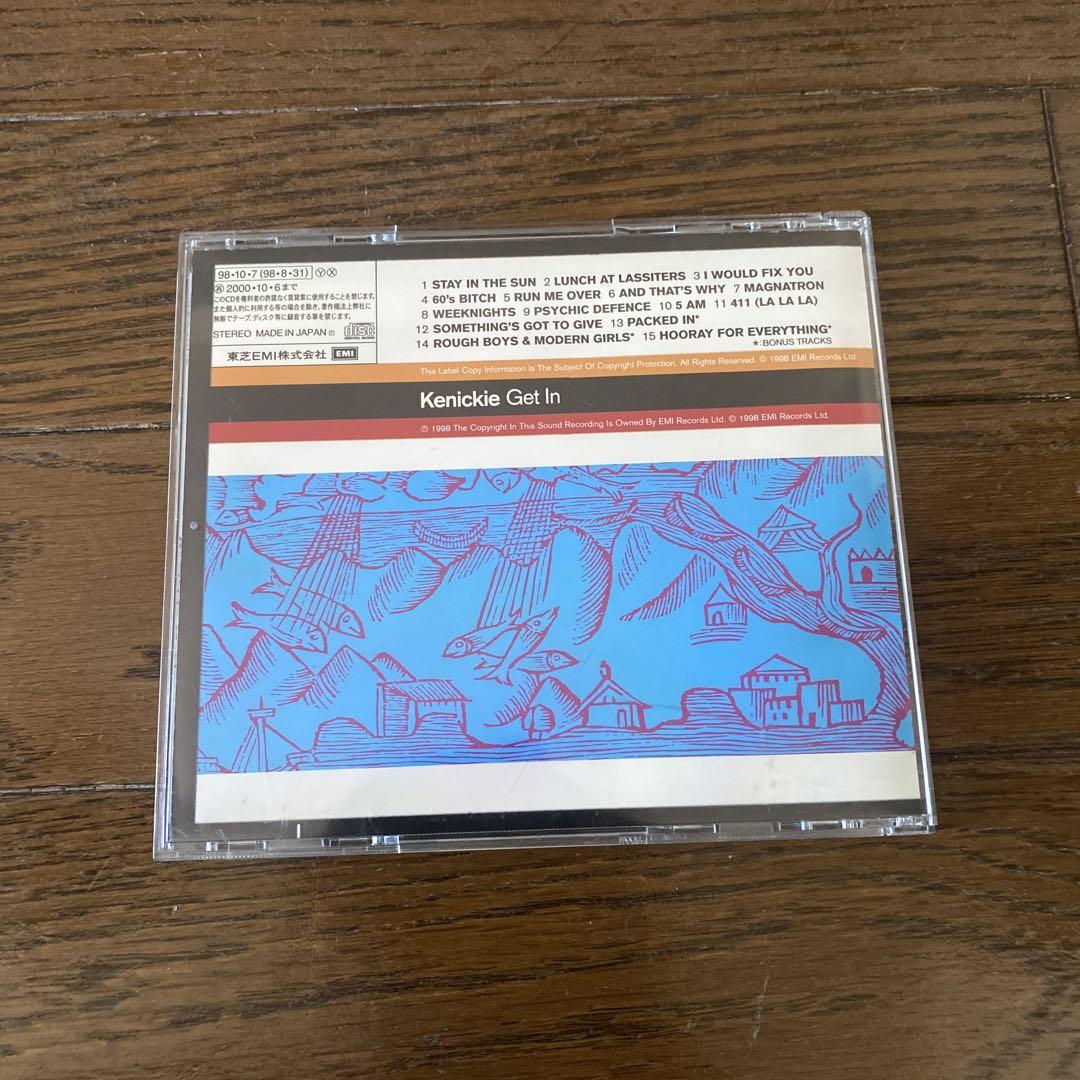 98・10・7 (98・8・31) Ⓨ Ⓧ
2000・10・6まで
このCDを権利者の許諾なく賃貸業に使用することを禁じます。
また個人的に利用する等の場合を除き、著作権法上弊社に
無断でテープ、ディスク等に録音する事を禁じます。
STEREO MADE IN JAPAN
COMPACT
disc
DIGITAL AUDIO
東芝EMI株式会社 EMI
1 STAY IN THE SUN 2 LUNCH AT LASSITERS 3 I WOULD FIX YOU
4 60's BITCH 5 RUN ME OVER 6 AND THAT'S WHY 7 MAGNATRON
8 WEEKNIGHTS 9 PSYCHIC DEFENCE 10 5 AM 11 411 (LA LA LA)
12 SOMETHING'S GOT TO GIVE 13 PACKED IN*
14 ROUGH BOYS & MODERN GIRLS* 15 HOORAY FOR EVERYTHING*
*:BONUS TRACKS
This Label Copy Information Is The Subject Of Copyright Protection. All Rights Reserved. © 1998 EMI Records Ltd.
Kenickie Get In
℗ 1998 The Copyright In This Sound Recording Is Owned By EMI Records Ltd. © 1998 EMI Records Ltd.